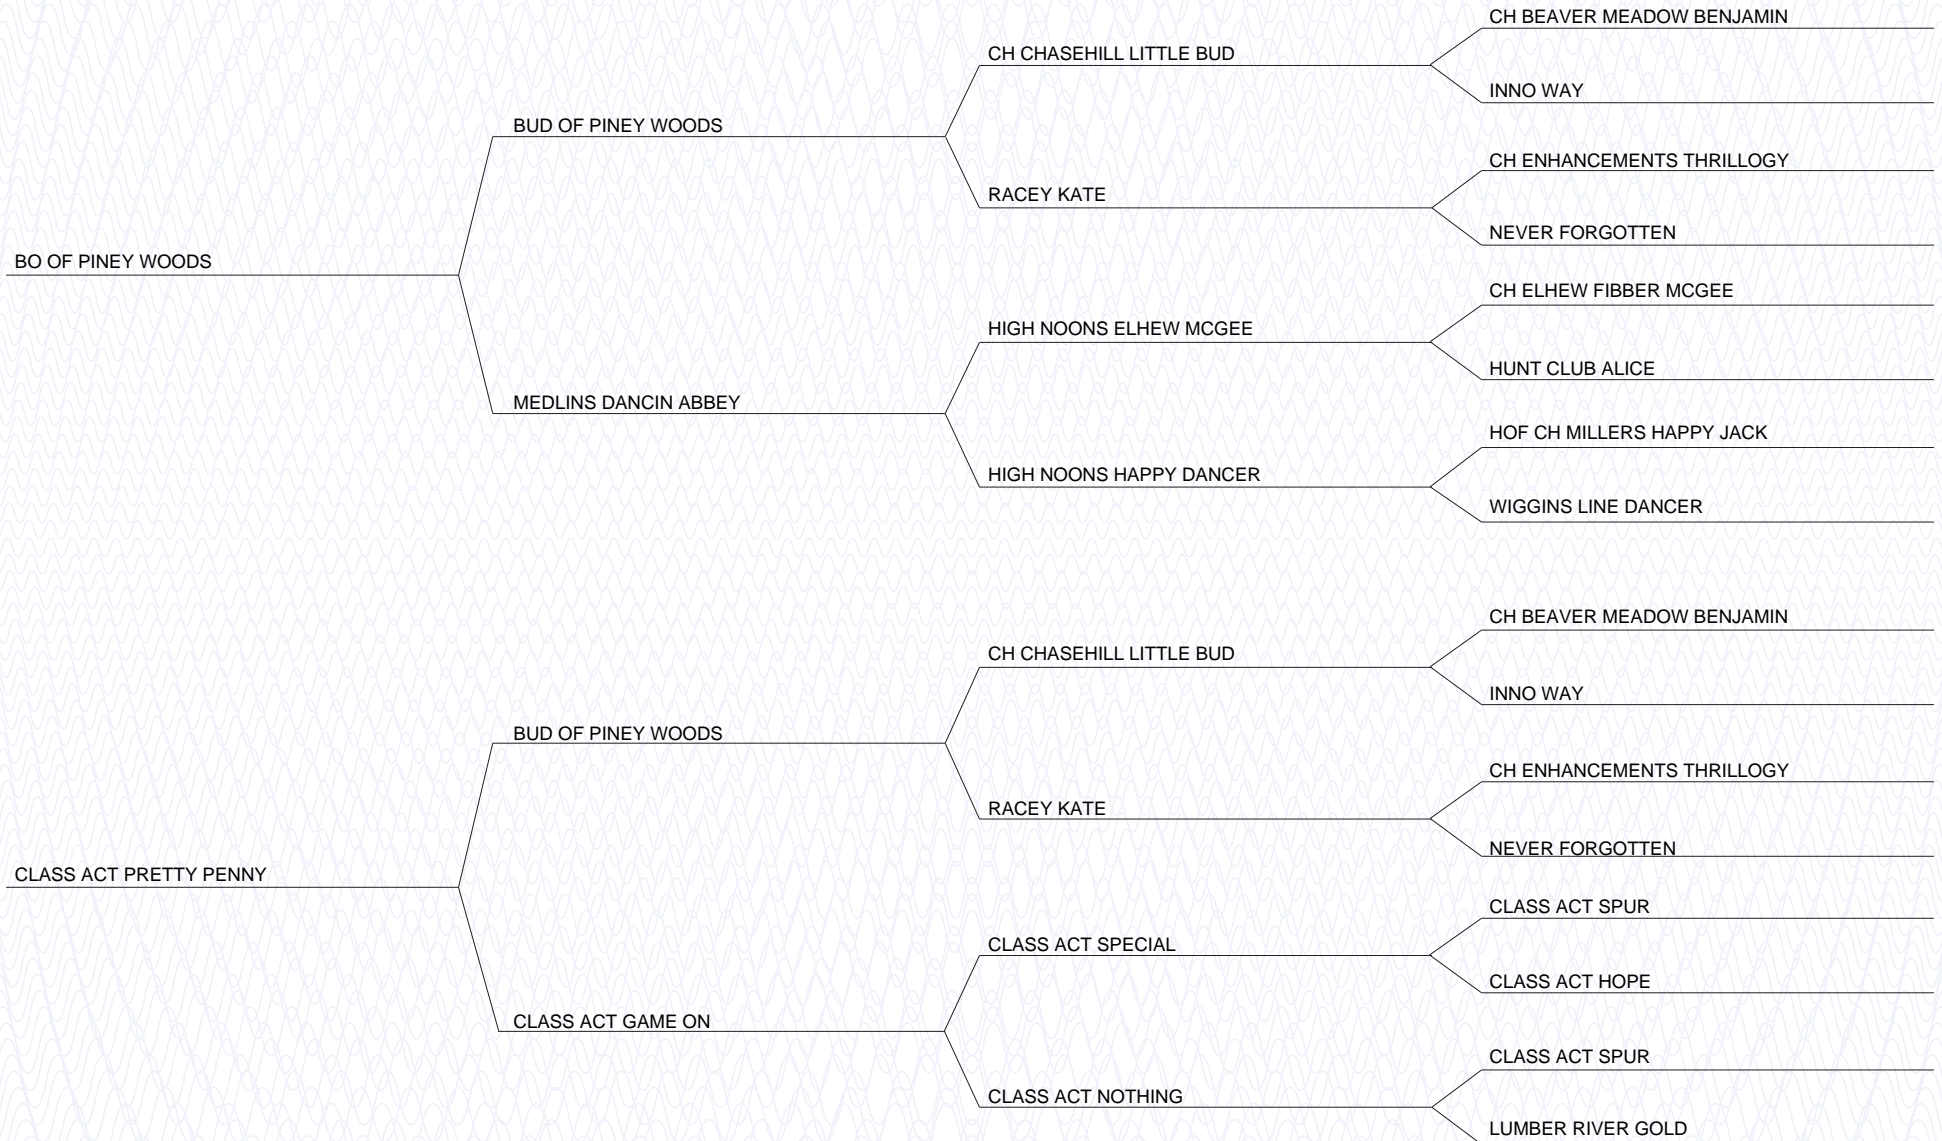 CH BEAVER MEADOW BENJAMIN
CH CHASEHILL LITTLE BUD
INNO WAY
BUD OF PINEY WOODS
CH ENHANCEMENTS THRILLOGY
RACEY KATE
NEVER FORGOTTEN
BO OF PINEY WOODS
CH ELHEW FIBBER MCGEE
HIGH NOONS ELHEW MCGEE
HUNT CLUB ALICE
MEDLINS DANCIN ABBEY
HOF CH MILLERS HAPPY JACK
HIGH NOONS HAPPY DANCER
WIGGINS LINE DANCER
CH BEAVER MEADOW BENJAMIN
CH CHASEHILL LITTLE BUD
INNO WAY
BUD OF PINEY WOODS
CH ENHANCEMENTS THRILLOGY
RACEY KATE
NEVER FORGOTTEN
CLASS ACT PRETTY PENNY
CLASS ACT SPUR
CLASS ACT SPECIAL
CLASS ACT HOPE
CLASS ACT GAME ON
CLASS ACT SPUR
CLASS ACT NOTHING
LUMBER RIVER GOLD